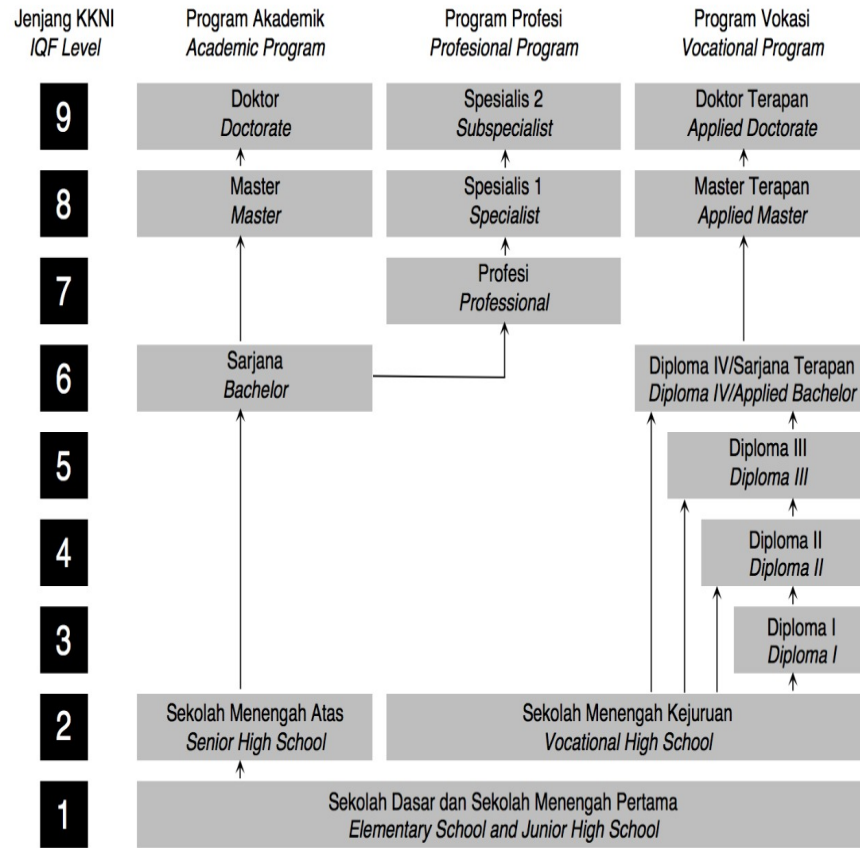 Jenjang KKNI
IQF Level
Program Akademik
Academic Program
Program Profesi
Profesional Program
Program Vokasi
Vocational Program
9
Doktor
Doctorate
Spesialis 2
Subspecialist
Doktor Terapan
Applied Doctorate
8
Master
Master
Spesialis 1
Specialist
Master Terapan
Applied Master
7
Profesi
Professional
6
Sarjana
Bachelor
Diploma IV/Sarjana Terapan
Diploma IV/Applied Bachelor
5
Diploma III
Diploma III
4
Diploma II
Diploma II
3
Diploma I
Diploma I
2
Sekolah Menengah Atas
Senior High School
Sekolah Menengah Kejuruan
Vocational High School
1
Sekolah Dasar dan Sekolah Menengah Pertama
Elementary School and Junior High School